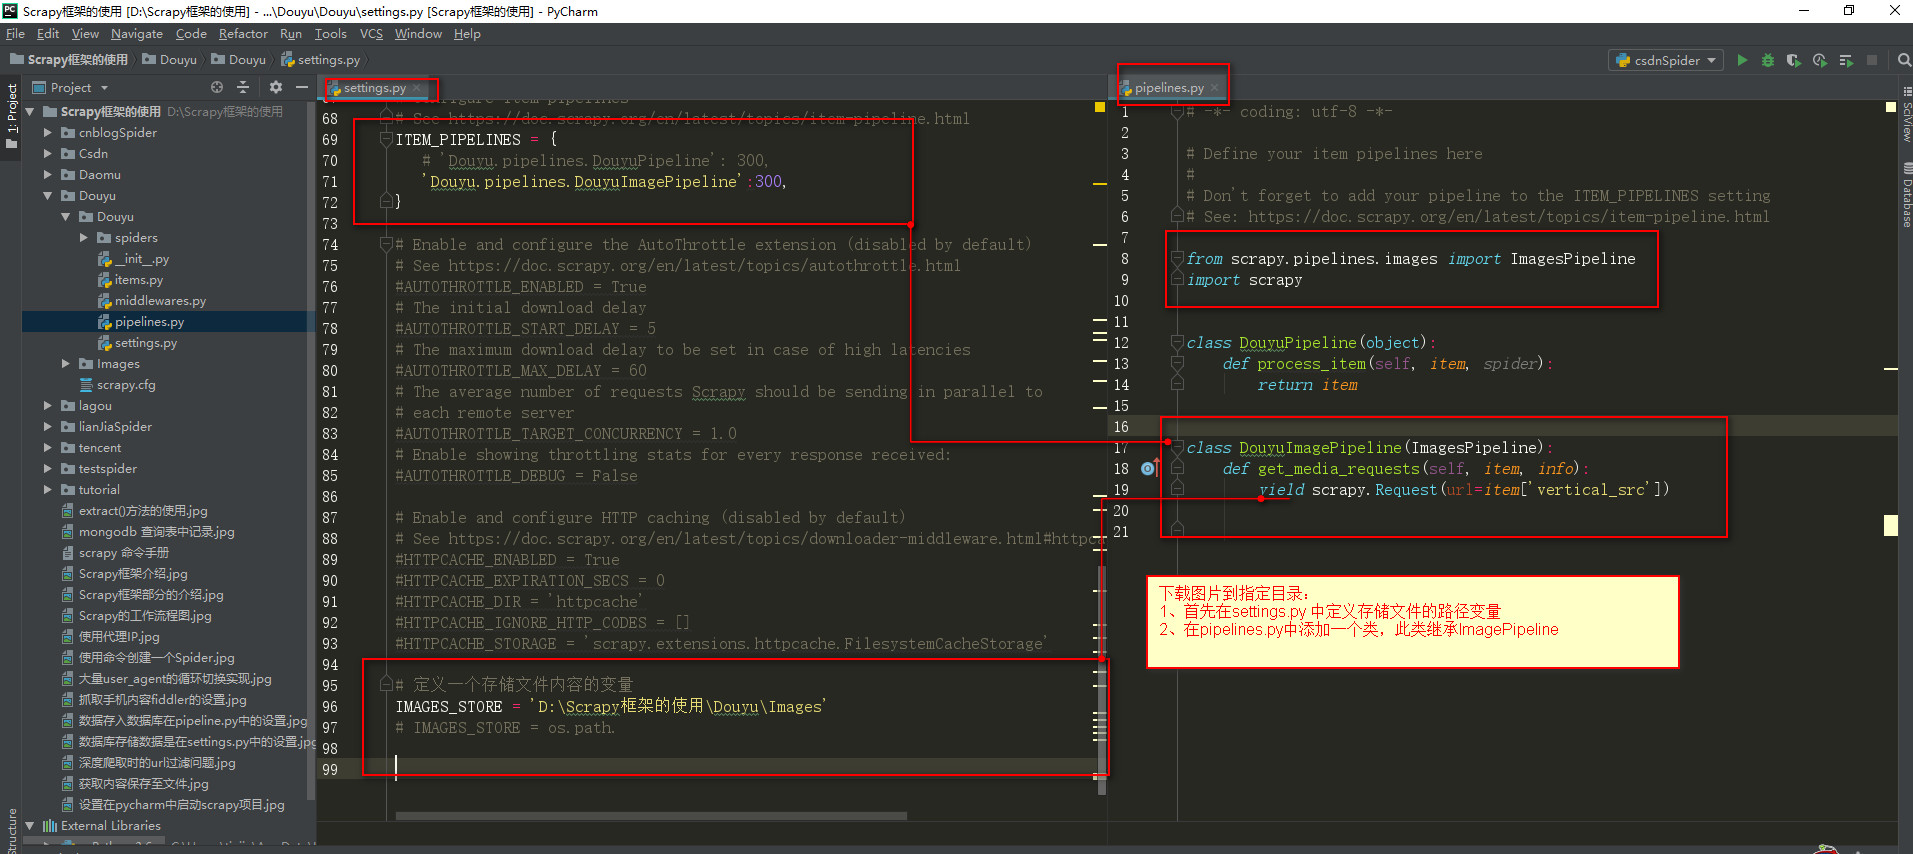 Scrapy框架的使用 [D:\Scrapy框架的使用] - ...\Douyu\Douyu\settings.py [Scrapy框架的使用] - PyCharm
File Edit View Navigate Code Refactor Run Tools VCS Window Help
Scrapy框架的使用 Douyu Douyu settings.py
csdnSpider
1: Project
Project
Scrapy框架的使用 D:\Scrapy框架的使用
cnblogSpider
Csdn
Daomu
Douyu
Douyu
spiders
__init__.py
items.py
middlewares.py
pipelines.py
settings.py
Images
scrapy.cfg
lagou
lianJiaSpider
tencent
testspider
tutorial
extract()方法的使用.jpg
mongodb 查询表中记录.jpg
scrapy 命令手册
Scrapy框架介绍.jpg
Scrapy框架部分的介绍.jpg
Scrapy的工作流程图.jpg
使用代理IP.jpg
使用命令创建一个Spider.jpg
大量user_agent的循环切换实现.jpg
抓取手机内容fiddler的设置.jpg
数据存入数据库在pipeline.py中的设置.jpg
数据库存储数据是在settings.py中的设置.jpg
深度爬取时的url过滤问题.jpg
获取内容保存至文件.jpg
设置在pycharm中启动scrapy项目.jpg
External Libraries
Structure
settings.py
68 # See https://doc.scrapy.org/en/latest/topics/item-pipeline.html
69 ITEM_PIPELINES = {
70 # 'Douyu.pipelines.DouyuPipeline': 300,
71 'Douyu.pipelines.DouyuImagePipeline':300,
72 }
73
74 # Enable and configure the AutoThrottle extension (disabled by default)
75 # See https://doc.scrapy.org/en/latest/topics/autothrottle.html
76 #AUTOTHROTTLE_ENABLED = True
77 # The initial download delay
78 #AUTOTHROTTLE_START_DELAY = 5
79 # The maximum download delay to be set in case of high latencies
80 #AUTOTHROTTLE_MAX_DELAY = 60
81 # The average number of requests Scrapy should be sending in parallel to
82 # each remote server
83 #AUTOTHROTTLE_TARGET_CONCURRENCY = 1.0
84 # Enable showing throttling stats for every response received:
85 #AUTOTHROTTLE_DEBUG = False
86
87 # Enable and configure HTTP caching (disabled by default)
88 # See https://doc.scrapy.org/en/latest/topics/downloader-middleware.html#httpca
89 #HTTPCACHE_ENABLED = True
90 #HTTPCACHE_EXPIRATION_SECS = 0
91 #HTTPCACHE_DIR = 'httpcache'
92 #HTTPCACHE_IGNORE_HTTP_CODES = []
93 #HTTPCACHE_STORAGE = 'scrapy.extensions.httpcache.FilesystemCacheStorage'
94
95 # 定义一个存储文件内容的变量
96 IMAGES_STORE = 'D:\Scrapy框架的使用\Douyu\Images'
97 # IMAGES_STORE = os.path.
98
99
pipelines.py
1 # -*- coding: utf-8 -*-
2
3 # Define your item pipelines here
4 #
5 # Don't forget to add your pipeline to the ITEM_PIPELINES setting
6 # See: https://doc.scrapy.org/en/latest/topics/item-pipeline.html
7
8 from scrapy.pipelines.images import ImagesPipeline
9 import scrapy
10
11
12 class DouyuPipeline(object):
13 def process_item(self, item, spider):
14 return item
15
16
17 class DouyuImagePipeline(ImagesPipeline):
18 def get_media_requests(self, item, info):
19 yield scrapy.Request(url=item['vertical_src'])
20
21
下载图片到指定目录：
1、首先在settings.py 中定义存储文件的路径变量
2、在pipelines.py中添加一个类，此类继承ImagePipeline
SciView
Database